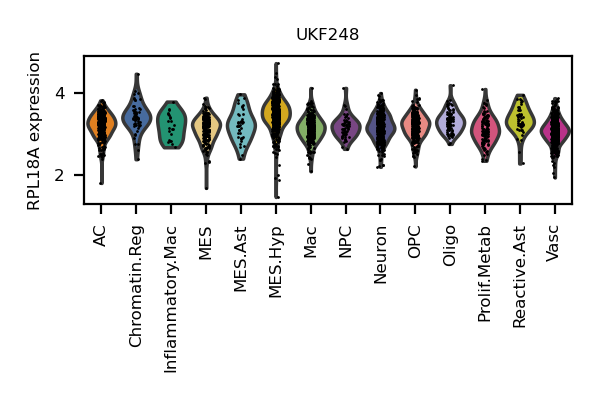 UKF248
RPL18A expression
4
2
AC
Chromatin.Reg
Inflammatory.Mac
MES
MES.Ast
MES.Hyp
Mac
NPC
Neuron
OPC
Oligo
Prolif.Metab
Reactive.Ast
Vasc